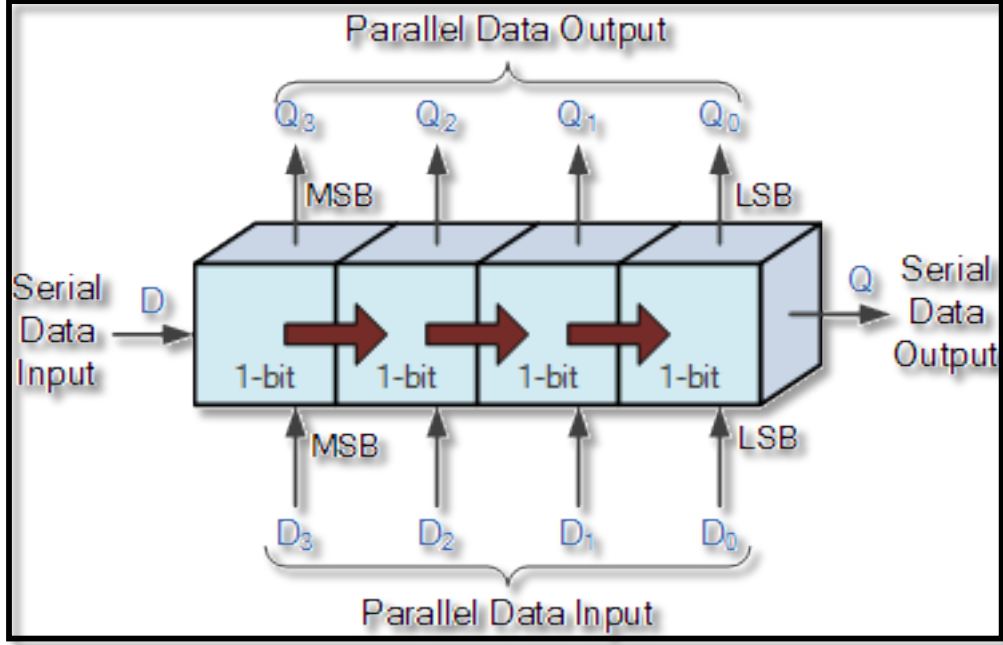 Parallel Data Output
Q₃ Q₂ Q₁ Q₀
MSB LSB
Serial
Data
Input
D
Q
Serial
Data
Output
1-bit 1-bit 1-bit 1-bit
MSB LSB
D₃ D₂ D₁ D₀
Parallel Data Input